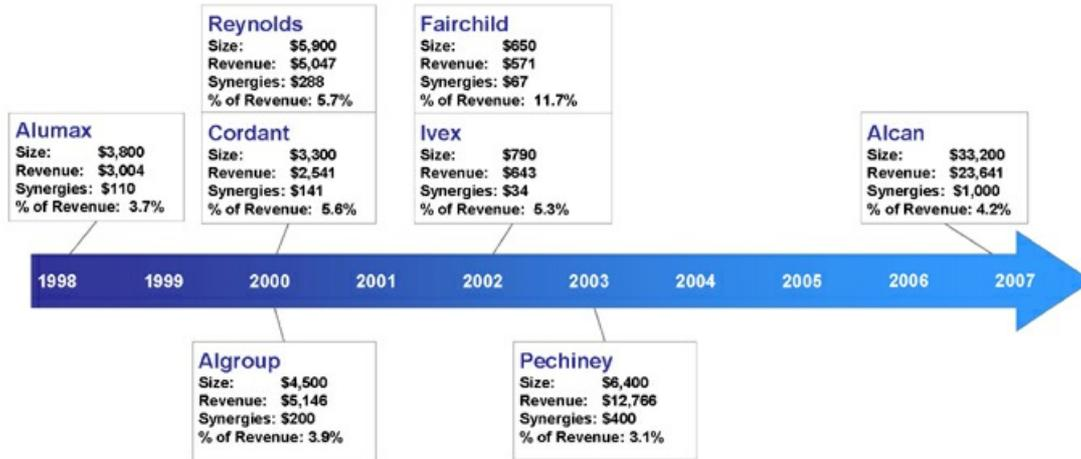 Reynolds
Size: $5,900
Revenue: $5,047
Synergies: $288
% of Revenue: 5.7%
Fairchild
Size: $650
Revenue: $571
Synergies: $67
% of Revenue: 11.7%
Alumax
Size: $3,800
Revenue: $3,004
Synergies: $110
% of Revenue: 3.7%
Cordant
Size: $3,300
Revenue: $2,541
Synergies: $141
% of Revenue: 5.6%
Ivex
Size: $790
Revenue: $643
Synergies: $34
% of Revenue: 5.3%
Alcan
Size: $33,200
Revenue: $23,641
Synergies: $1,000
% of Revenue: 4.2%
1998 1999 2000 2001 2002 2003 2004 2005 2006 2007
Algroup
Size: $4,500
Revenue: $5,146
Synergies: $200
% of Revenue: 3.9%
Pechiney
Size: $6,400
Revenue: $12,766
Synergies: $400
% of Revenue: 3.1%